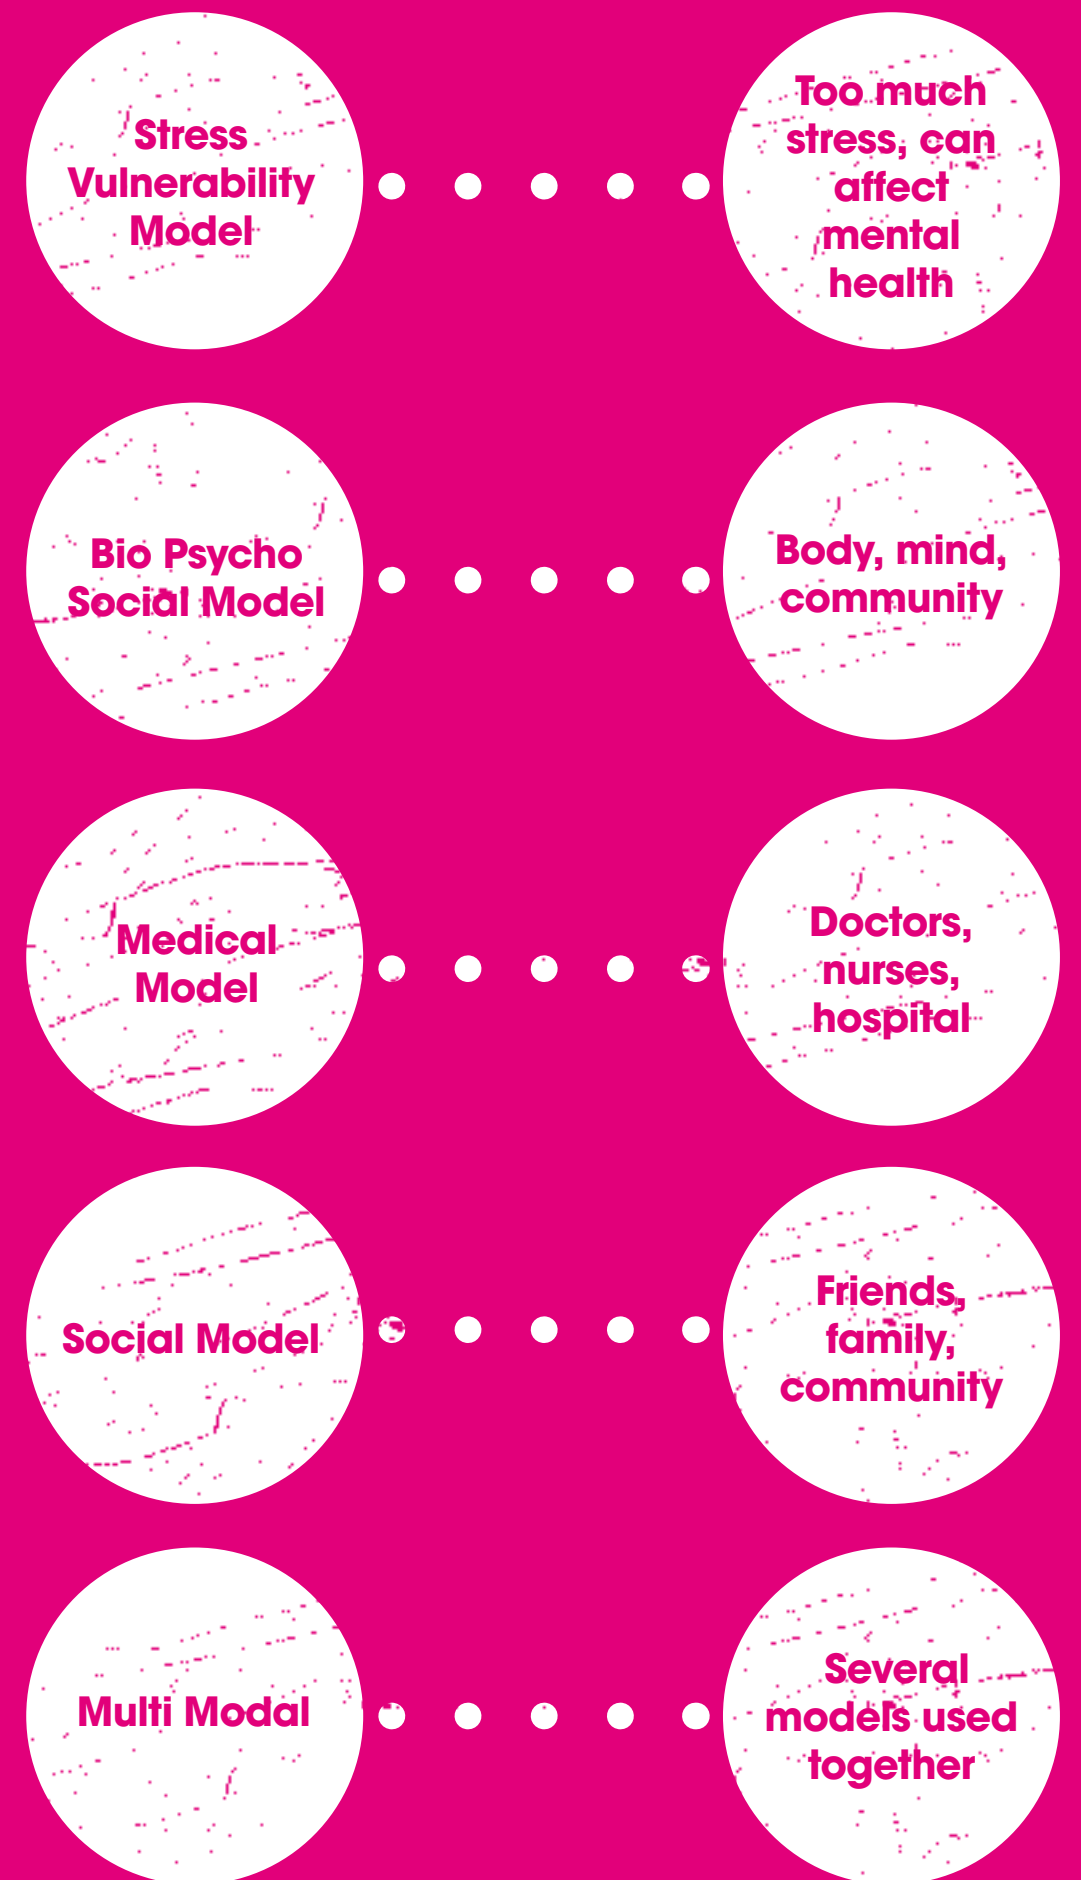 Stress
Vulnerability
Model
Too much
stress, can
affect
mental
health
Bio Psycho
Social Model
Body, mind,
community
Medical
Model
Doctors,
nurses,
hospital
Social Model
Friends,
family,
community
Multi Modal
Several
models used
together